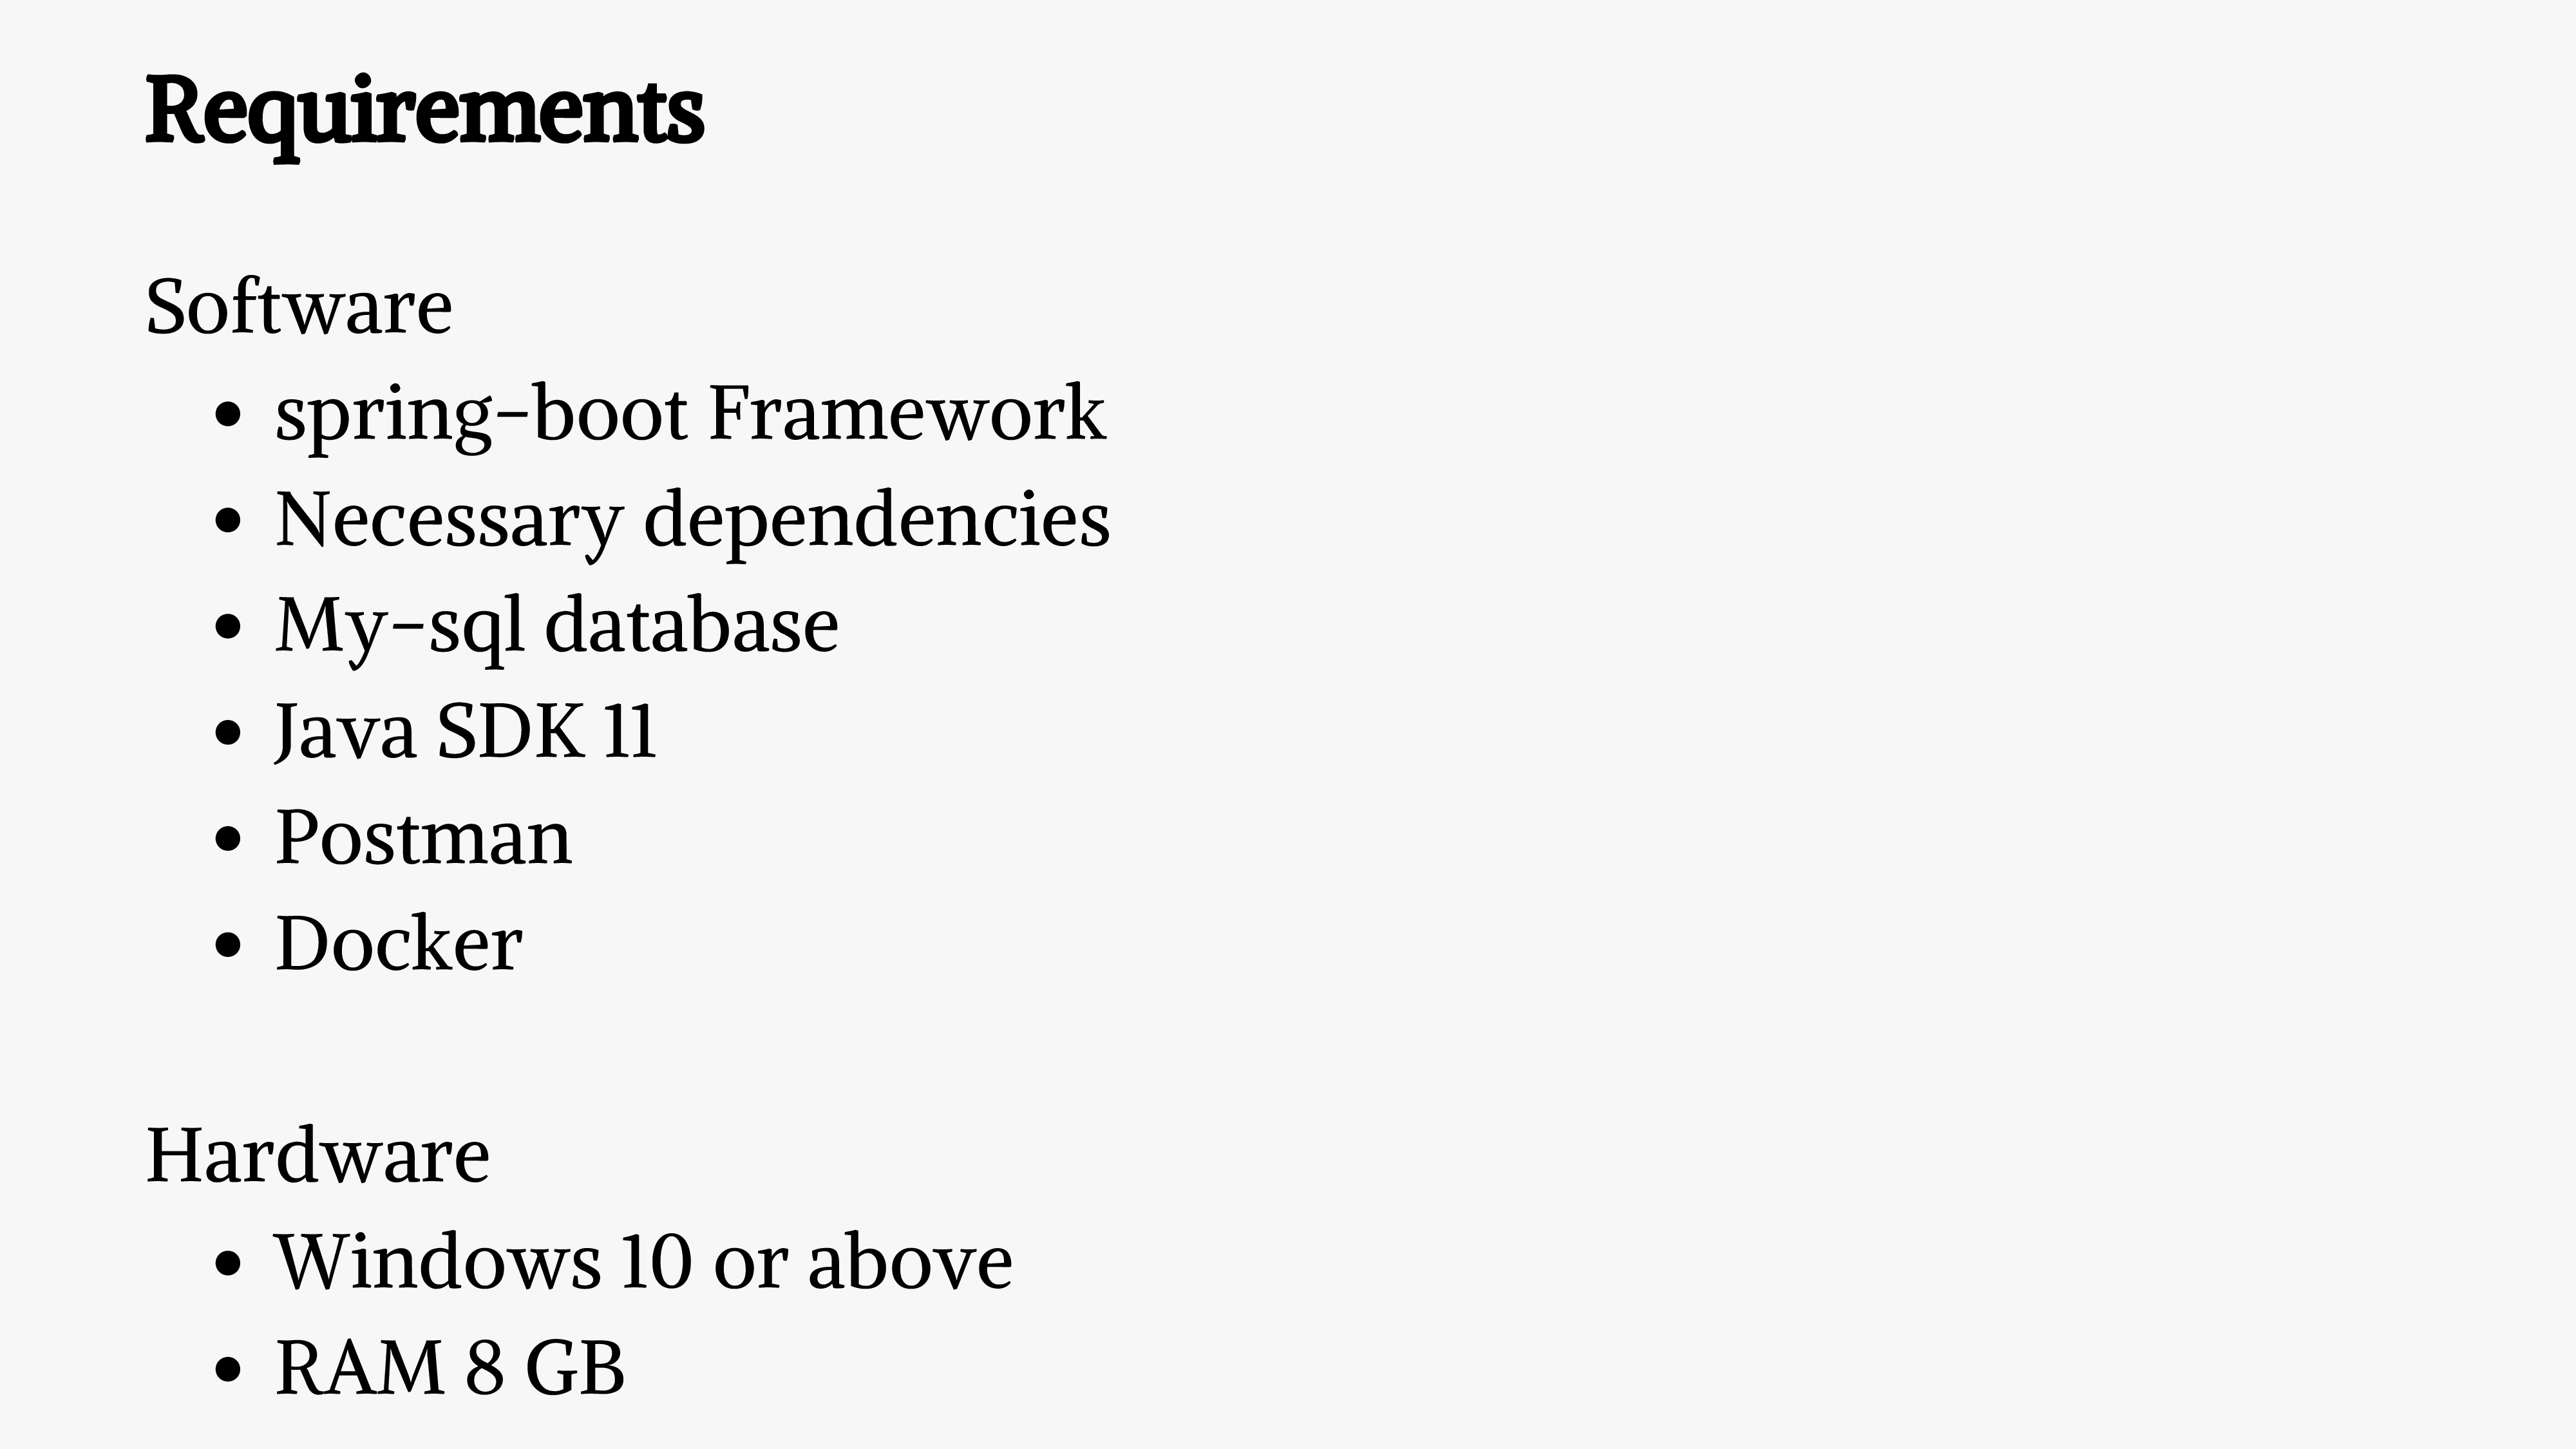 Requirements
Software
• spring-boot Framework
• Necessary dependencies
• My-sql database
• Java SDK 11
• Postman
• Docker
Hardware
• Windows 10 or above
• RAM 8 GB